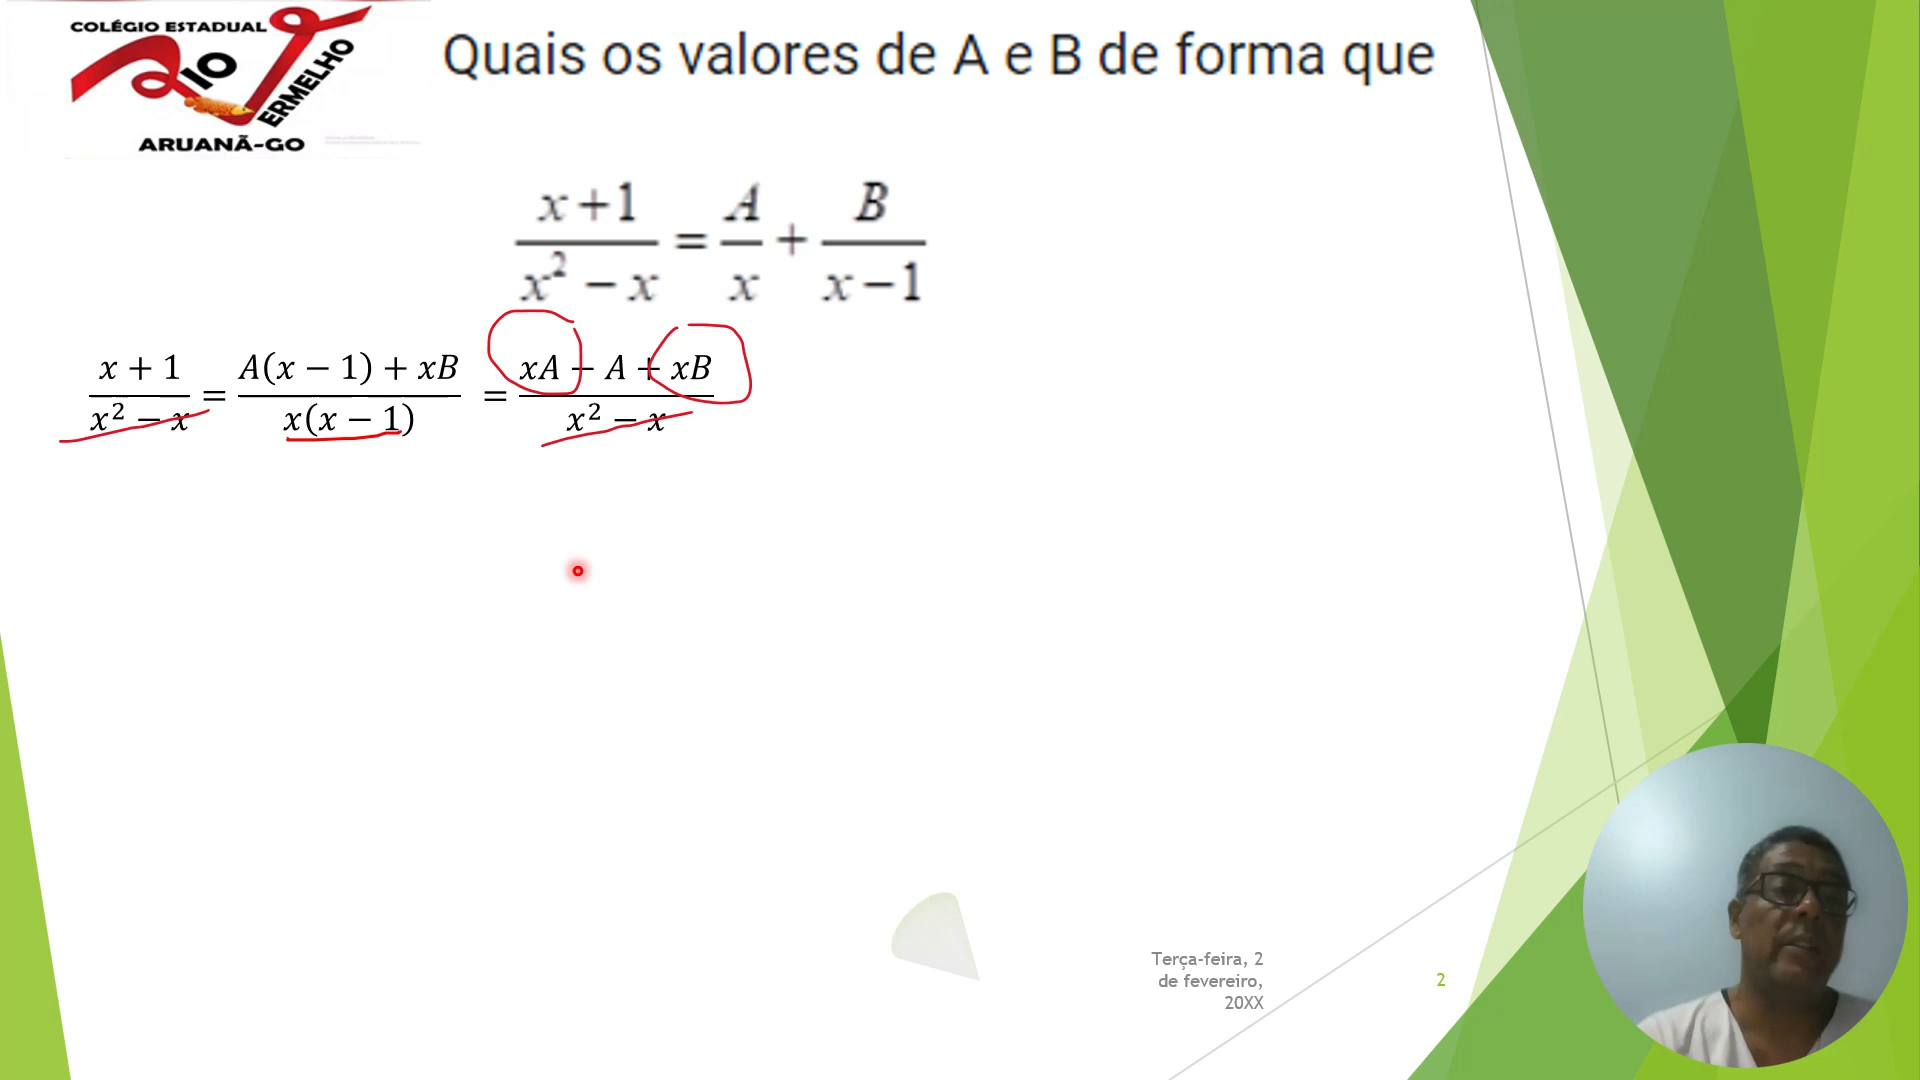 COLÉGIO ESTADUAL
RIO VERMELHO
ARUANÃ-GO
Quais os valores de A e B de forma que
x+1 / x² − x = A / x + B / x−1
x + 1 / x² − x = A(x − 1) + xB / x(x − 1) = xA − A + xB / x² − x
Terça-feira, 2
de fevereiro,
20XX
2